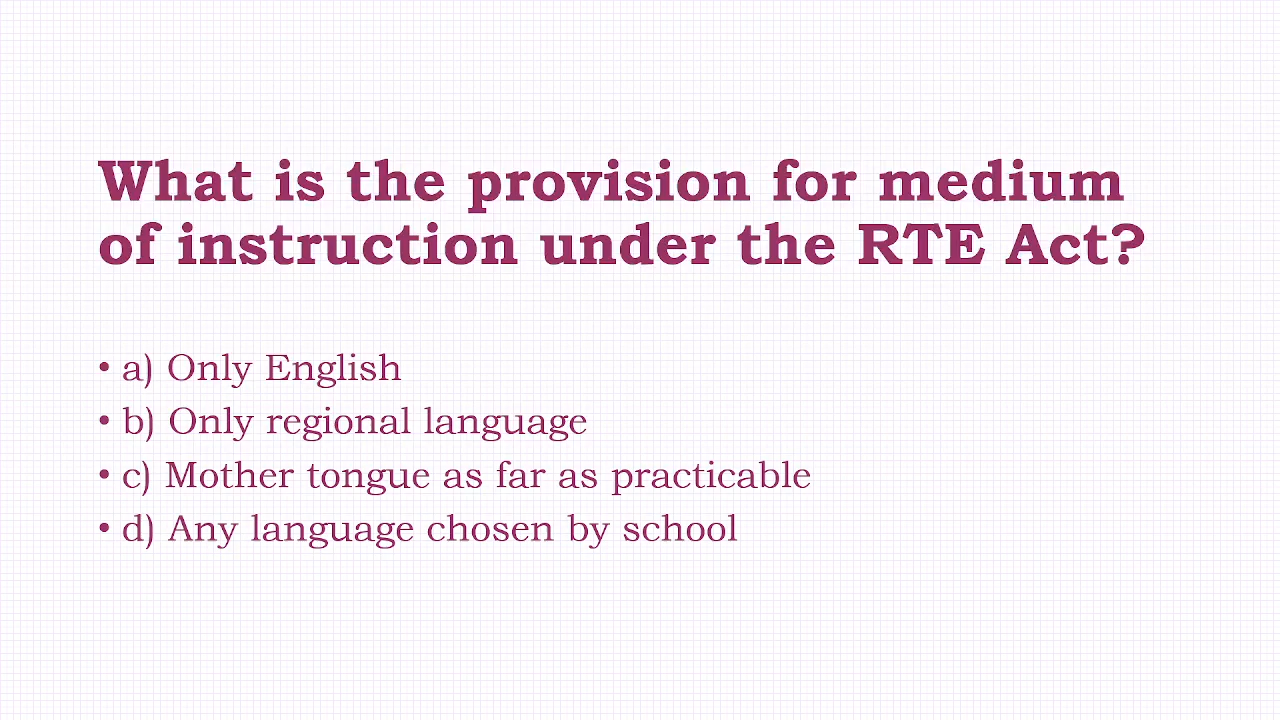 What is the provision for medium
of instruction under the RTE Act?
• a) Only English
• b) Only regional language
• c) Mother tongue as far as practicable
• d) Any language chosen by school